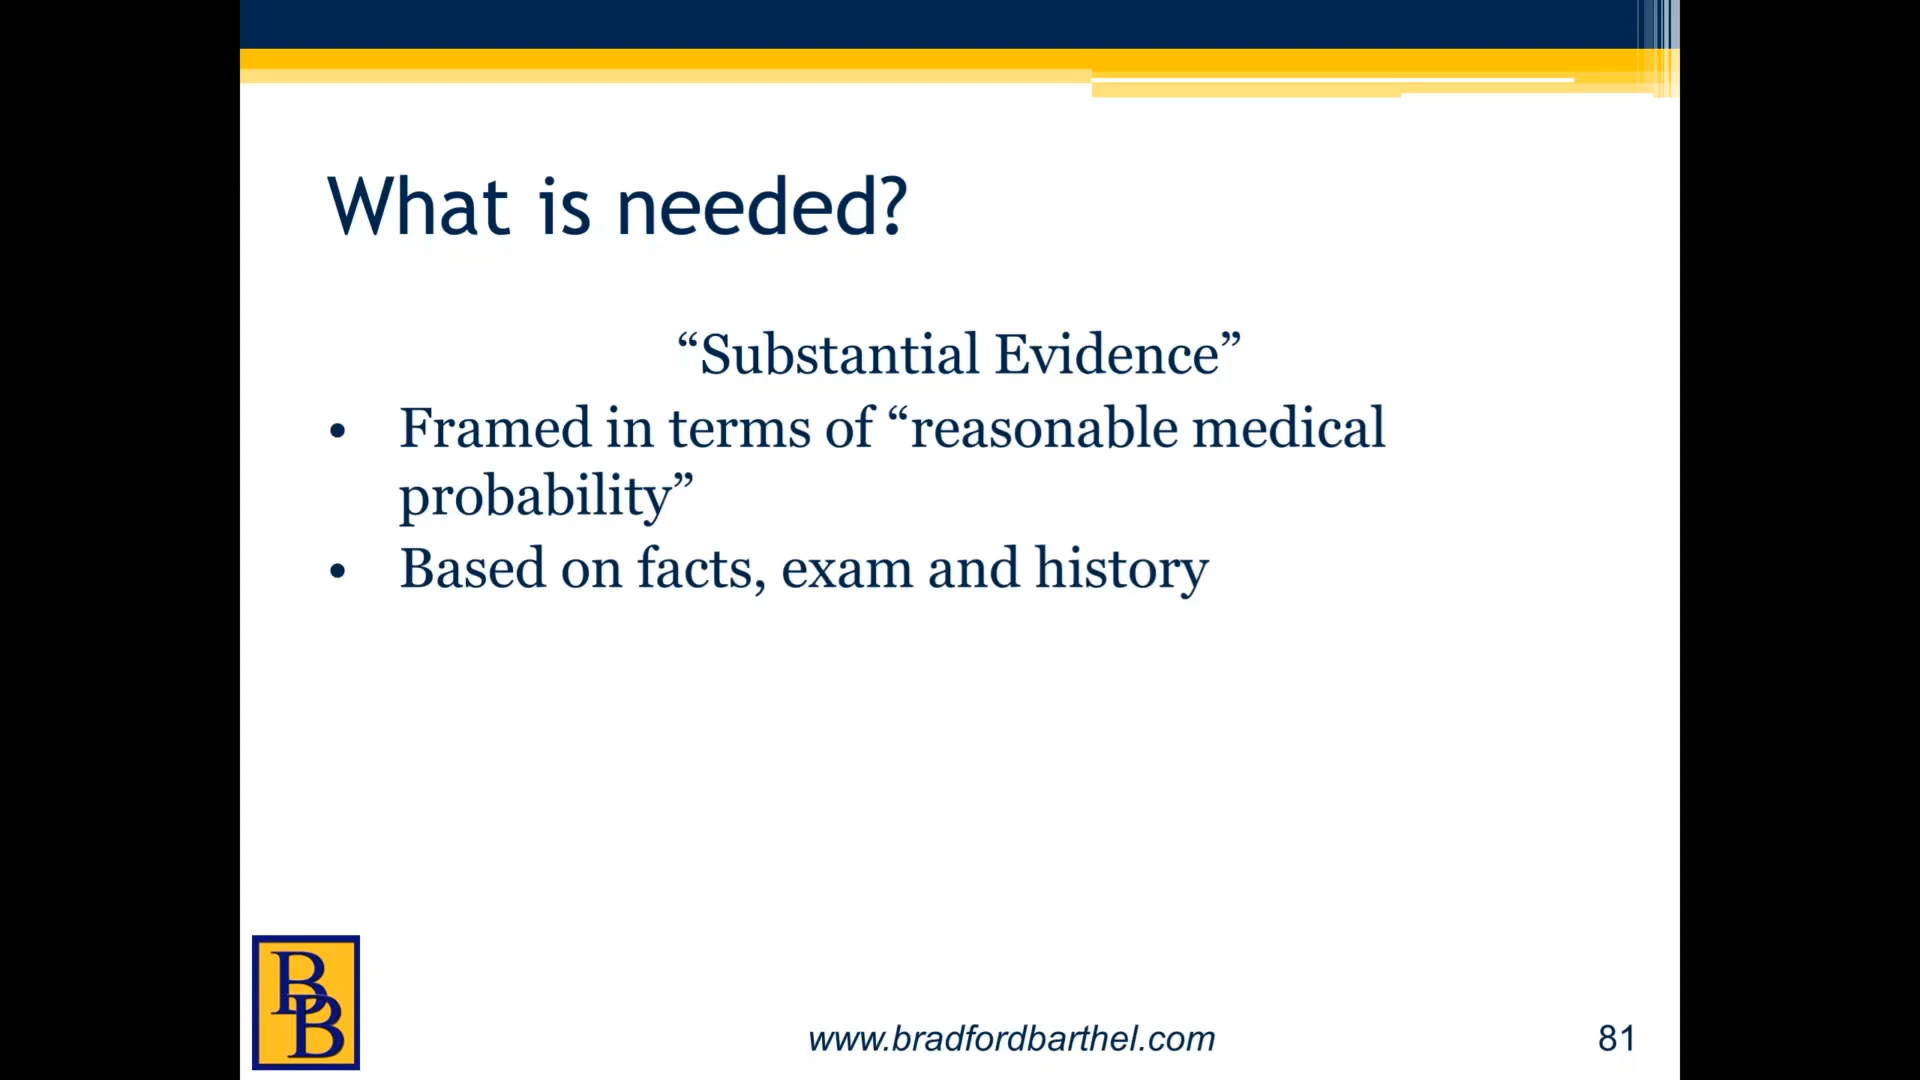 What is needed?
“Substantial Evidence”
• Framed in terms of “reasonable medical
probability”
• Based on facts, exam and history
BB
www.bradfordbarthel.com
81